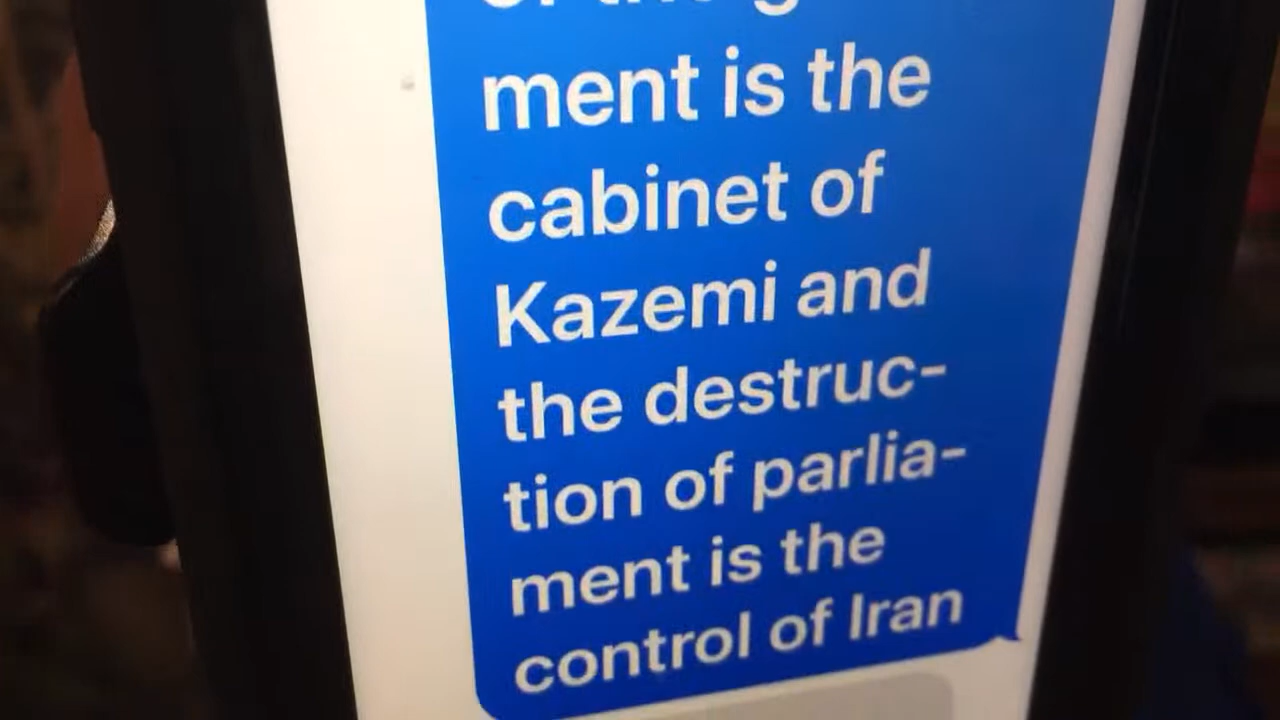 ment is the
cabinet of
Kazemi and
the destruc-
tion of parlia-
ment is the
control of Iran